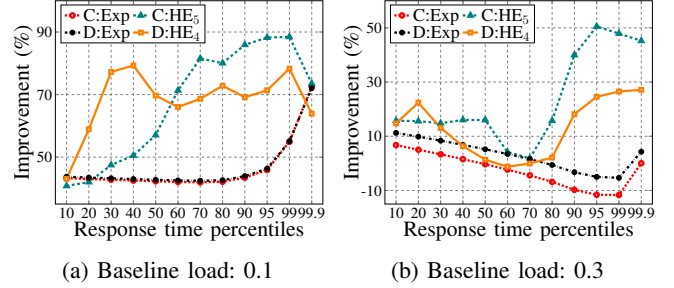 C:Exp C:HE5
D:Exp D:HE4
Improvement (%)
90
70
50
10 20 30 40 50 60 70 80 90 95 99 99.9
Response time percentiles
(a) Baseline load: 0.1
C:Exp C:HE5
D:Exp D:HE4
Improvement (%)
50
30
10
-10
10 20 30 40 50 60 70 80 90 95 99 99.9
Response time percentiles
(b) Baseline load: 0.3